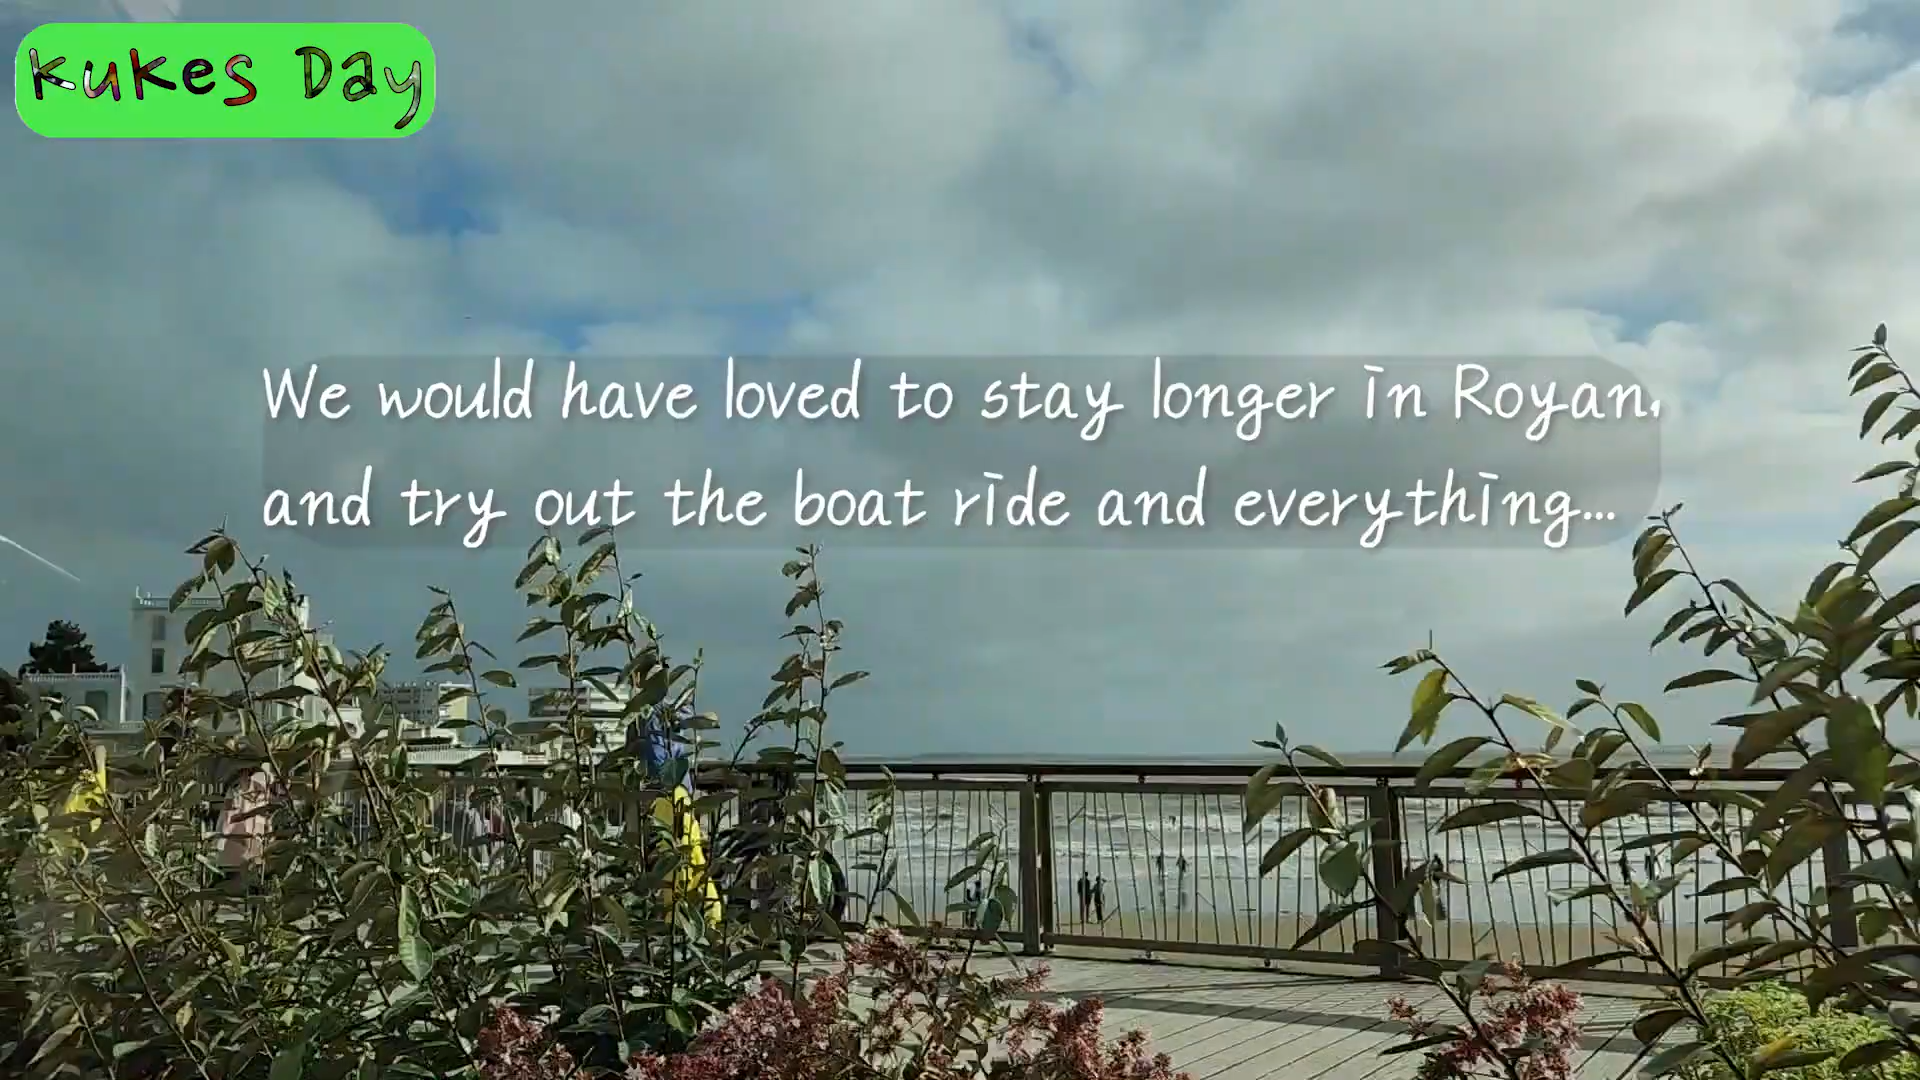 Kukes Day
We would have loved to stay longer in Royan,
and try out the boat ride and everything...